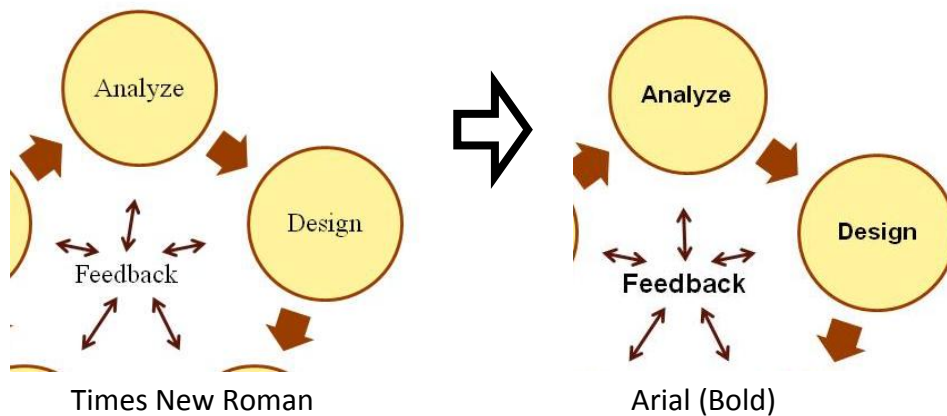 Analyze
Design
Feedback
Times New Roman
Analyze
Design
Feedback
Arial (Bold)